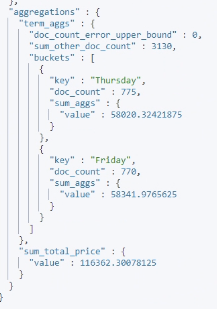 },
"aggregations" : {
"term_aggs" : {
"doc_count_error_upper_bound" : 0,
"sum_other_doc_count" : 3130,
"buckets" : [
{
"key" : "Thursday",
"doc_count" : 775,
"sum_aggs" : {
"value" : 58020.32421875
}
},
{
"key" : "Friday",
"doc_count" : 770,
"sum_aggs" : {
"value" : 58341.9765625
}
}
]
},
"sum_total_price" : {
"value" : 116362.30078125
}
}
}